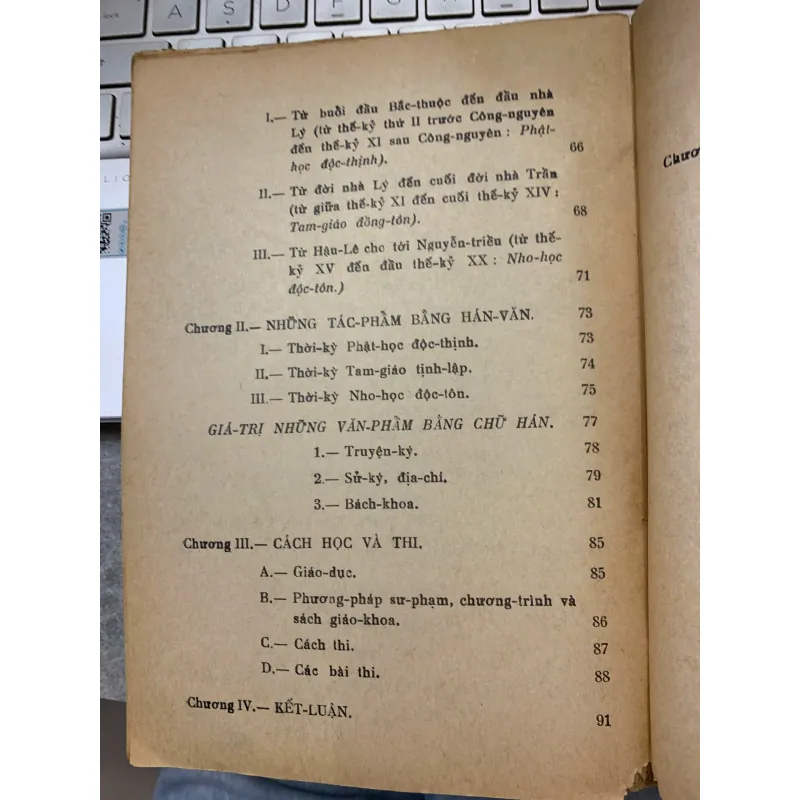 lock
A
S
D
F
G
H
J
K
L
I.— Từ buổi đầu Bắc-thuộc đến đầu nhà
Lý (từ thế-kỷ thứ II trước Công-nguyên
đến thế-kỷ XI sau Công-nguyên : Phật-
học độc-thịnh). 66
II.— Từ đời nhà Lý đến cuối đời nhà Trần
(từ giữa thế-kỷ XI đến cuối thế-kỷ XIV :
Tam-giáo đồng-tôn). 68
III.— Từ Hậu-Lê cho tới Nguyễn-triều (từ thế-
kỷ XV đến đầu thế-kỷ XX : Nho-học
độc-tôn.) 71
Chương II.— NHỮNG TÁC-PHẦM BẰNG HÁN-VĂN. 73
I.— Thời-kỳ Phật-học độc-thịnh. 73
II.— Thời-kỳ Tam-giáo tịnh-lập. 74
III.— Thời-kỳ Nho-học độc-tôn. 75
GIÁ-TRỊ NHỮNG VĂN-PHẦM BẰNG CHỮ HÁN. 77
1.— Truyện-ký. 78
2.— Sử-ký, địa-chí. 79
3.— Bách-khoa. 81
Chương III.— CÁCH HỌC VÀ THI. 85
A.— Giáo-dục. 85
B.— Phương-pháp sư-phạm, chương-trình và
sách giáo-khoa. 86
C.— Cách thi. 87
D.— Các bài thi. 88
Chương IV.— KẾT-LUẬN. 91